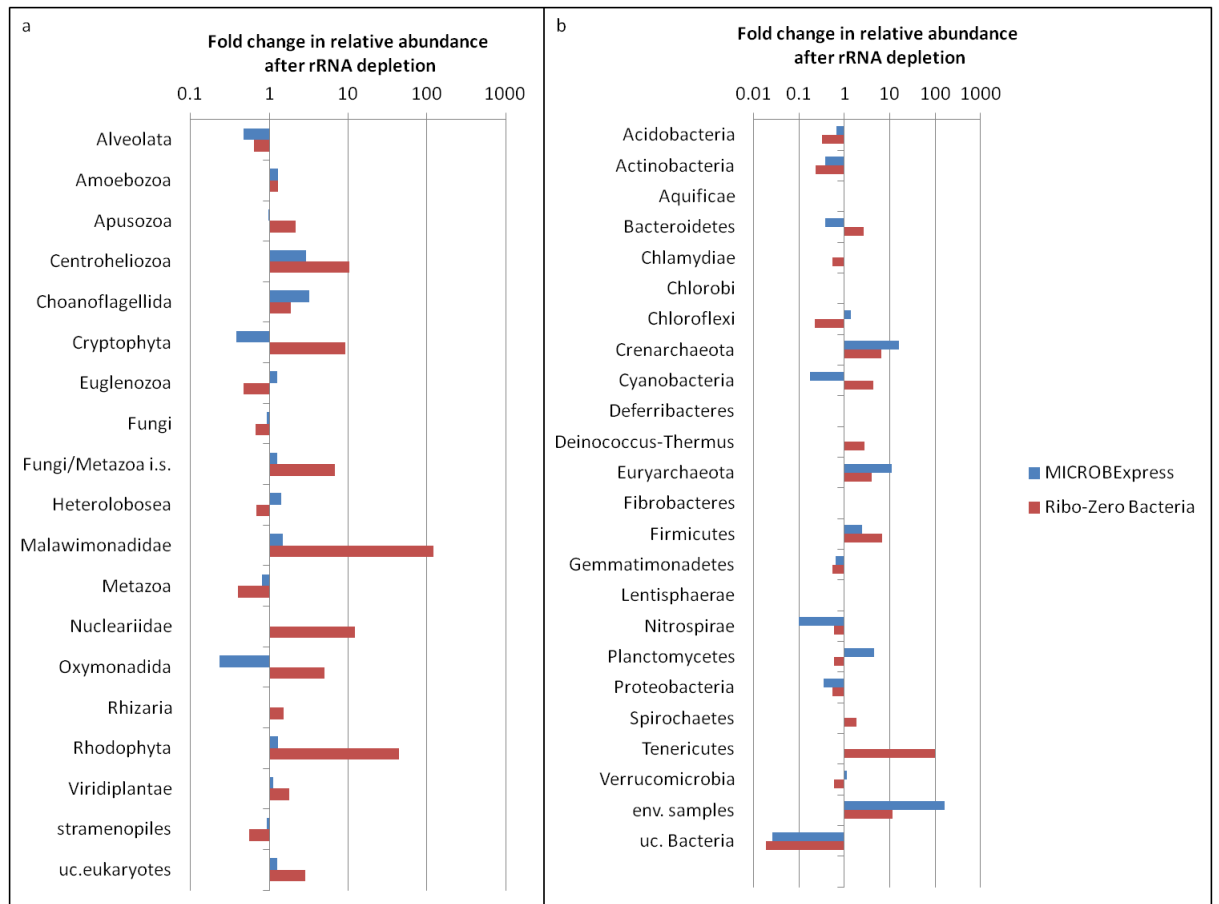 a
Fold change in relative abundance
after rRNA depletion
0.1 1 10 100 1000
Alveolata
Amoebozoa
Apusozoa
Centroheliozoa
Choanoflagellida
Cryptophyta
Euglenozoa
Fungi
Fungi/Metazoa i.s.
Heterolobosea
Malawimonadidae
Metazoa
Nucleariidae
Oxymonadida
Rhizaria
Rhodophyta
Viridiplantae
stramenopiles
uc.eukaryotes
b
Fold change in relative abundance
after rRNA depletion
0.01 0.1 1 10 100 1000
Acidobacteria
Actinobacteria
Aquificae
Bacteroidetes
Chlamydiae
Chlorobi
Chloroflexi
Crenarchaeota
Cyanobacteria
Deferribacteres
Deinococcus-Thermus
Euryarchaeota
Fibrobacteres
Firmicutes
Gemmatimonadetes
Lentisphaerae
Nitrospirae
Planctomycetes
Proteobacteria
Spirochaetes
Tenericutes
Verrucomicrobia
env. samples
uc. Bacteria
MICROBExpress
Ribo-Zero Bacteria